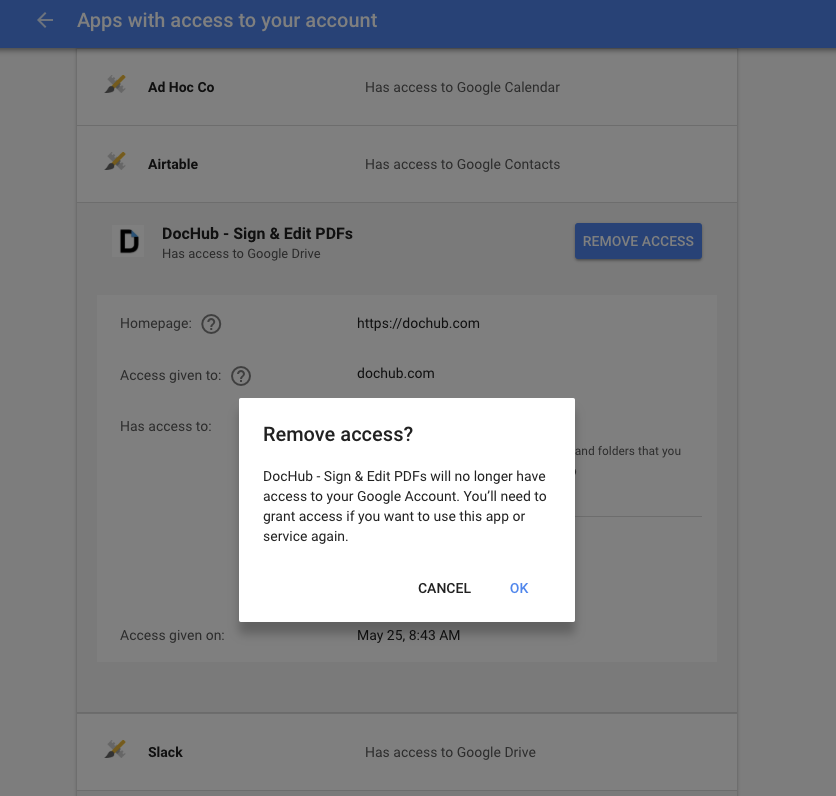 Apps with access to your account
Ad Hoc Co Has access to Google Calendar
Airtable Has access to Google Contacts
DocHub - Sign & Edit PDFs
Has access to Google Drive
REMOVE ACCESS
Homepage: https://dochub.com
Access given to: dochub.com
Has access to:
and folders that you
Remove access?
DocHub - Sign & Edit PDFs will no longer have
access to your Google Account. You’ll need to
grant access if you want to use this app or
service again.
CANCEL OK
Access given on: May 25, 8:43 AM
Slack Has access to Google Drive